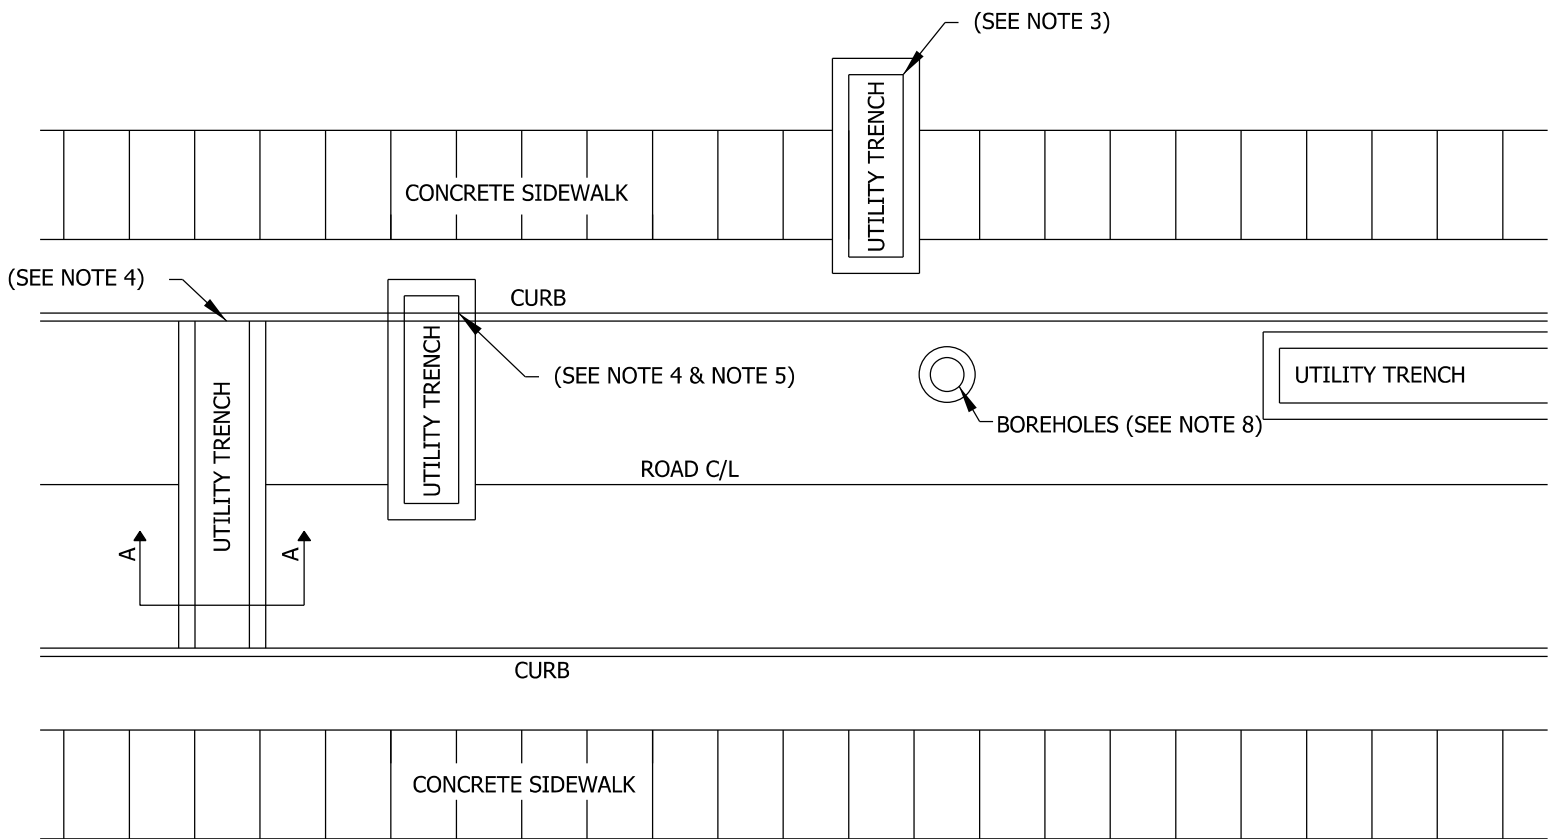 (SEE NOTE 3)
UTILITY TRENCH
CONCRETE SIDEWALK
(SEE NOTE 4)
CURB
UTILITY TRENCH
(SEE NOTE 4 & NOTE 5)
UTILITY TRENCH
BOREHOLES (SEE NOTE 8)
UTILITY TRENCH
ROAD C/L
A
A
CURB
CONCRETE SIDEWALK